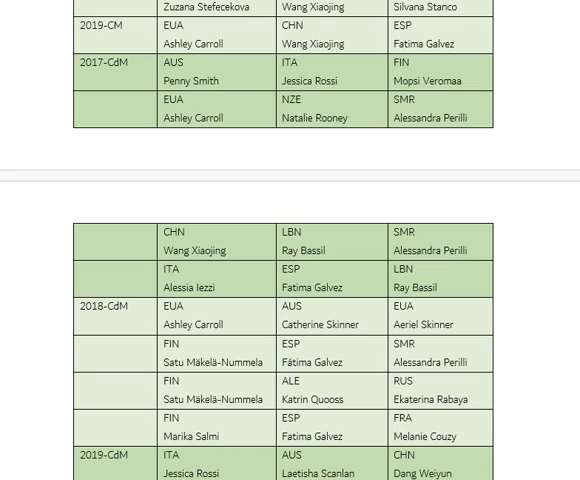 Zuzana Stefecekova Wang Xiaojing Silvana Stanco
2019-CM EUA CHN ESP
Ashley Carroll Wang Xiaojing Fatima Galvez
2017-CdM AUS ITA FIN
Penny Smith Jessica Rossi Mopsi Veromaa
EUA NZE SMR
Ashley Carroll Natalie Rooney Alessandra Perilli
CHN LBN SMR
Wang Xiaojing Ray Bassil Alessandra Perilli
ITA ESP LBN
Alessia Iezzi Fatima Galvez Ray Bassil
2018-CdM EUA AUS EUA
Ashley Carroll Catherine Skinner Aeriel Skinner
FIN ESP SMR
Satu Mäkelä-Nummela Fátima Galvez Alessandra Perilli
FIN ALE RUS
Satu Mäkelä-Nummela Katrin Quooss Ekaterina Rabaya
FIN ESP FRA
Marika Salmi Fatima Galvez Melanie Couzy
2019-CdM ITA AUS CHN
Jessica Rossi Laetisha Scanlan Dang Weiyun